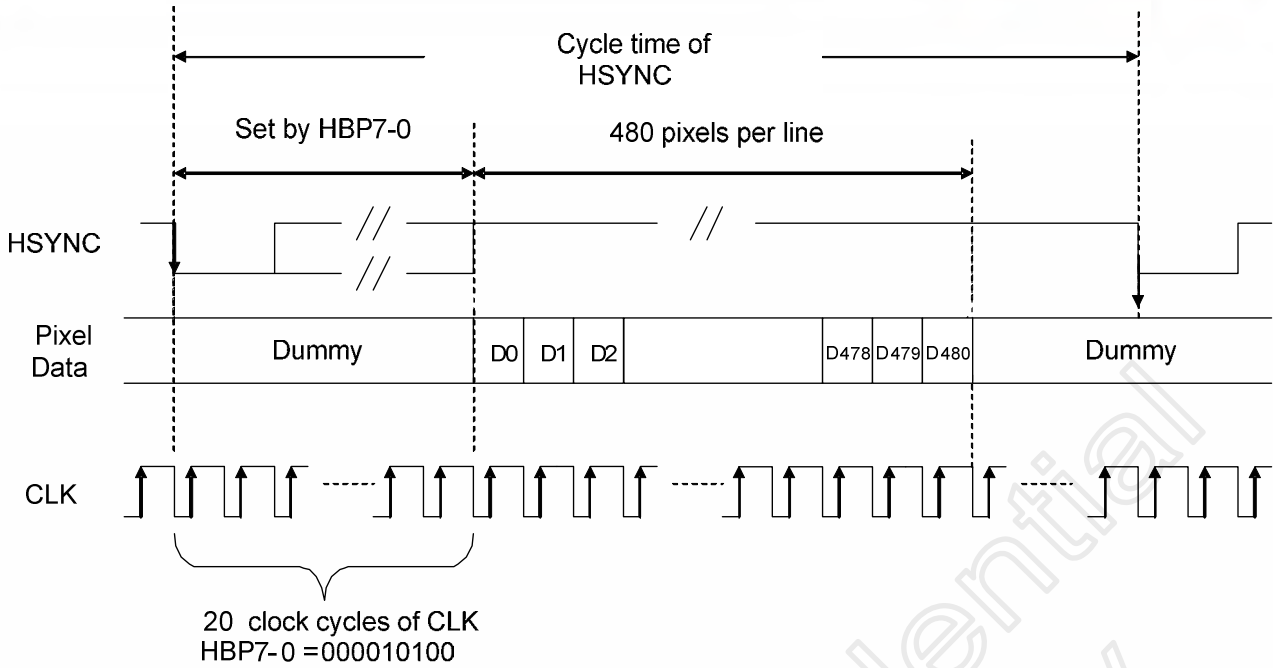 Cycle time of
HSYNC
Set by HBP7-0
480 pixels per line
HSYNC
Pixel
Data
Dummy
D0
D1
D2
D478
D479
D480
Dummy
CLK
20 clock cycles of CLK
HBP7-0 =000010100